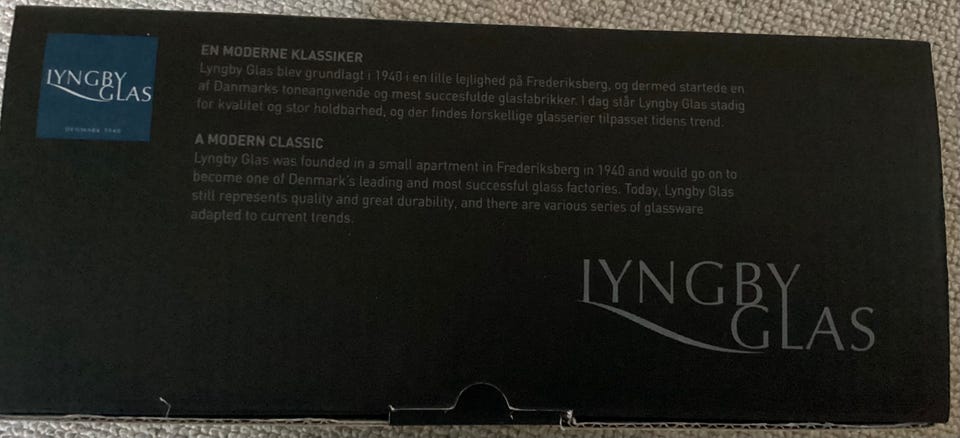 LYNGBY
GLAS
DENMARK 1940
EN MODERNE KLASSIKER
Lyngby Glas blev grundlagt i 1940 i en lille lejlighed på Frederiksberg, og dermed startede en
af Danmarks toneangivende og mest succesfulde glasfabrikker. I dag står Lyngby Glas stadig
for kvalitet og stor holdbarhed, og der findes forskellige glasserier tilpasset tidens trend.
A MODERN CLASSIC
Lyngby Glas was founded in a small apartment in Frederiksberg in 1940 and would go on to
become one of Denmark's leading and most successful glass factories. Today, Lyngby Glas
still represents quality and great durability, and there are various series of glassware
adapted to current trends.
LYNGBY
GLAS